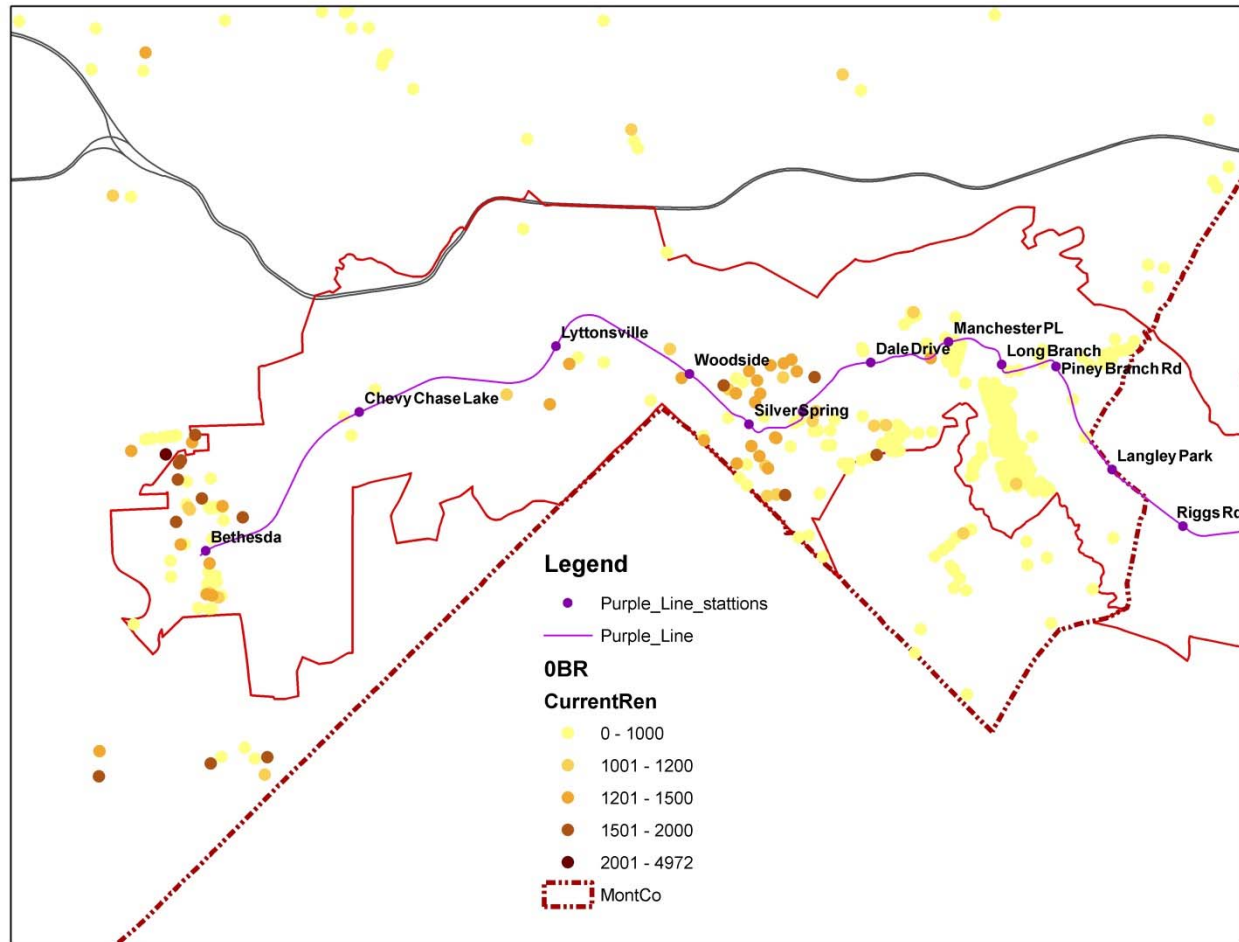 Manchester PL
Lyttonsville
Long Branch
Dale Drive
Woodside
Piney Branch Rd
Chevy Chase Lake
Silver Spring
Langley Park
Riggs Rd
Bethesda
Legend
Purple_Line_stattions
Purple_Line
0BR
CurrentRen
0 - 1000
1001 - 1200
1201 - 1500
1501 - 2000
2001 - 4972
MontCo